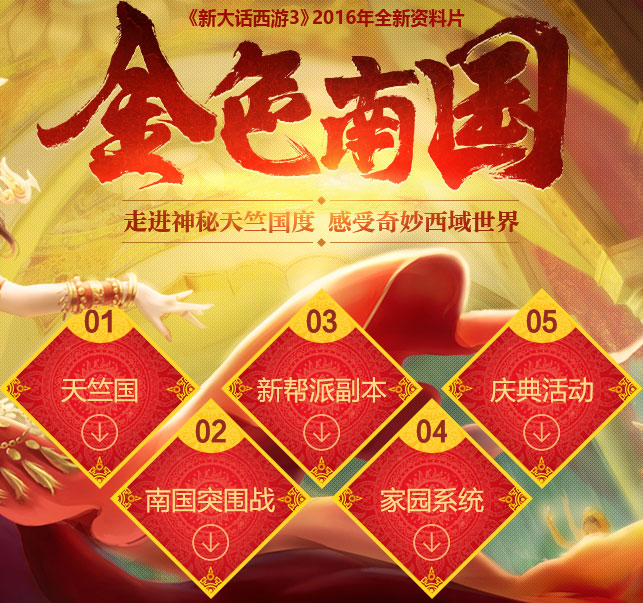 《新大话西游3》2016年全新资料片
金色南国
走进神秘天竺国度 感受奇妙西域世界
01
天竺国
02
南国突围战
03
新帮派副本
04
家园系统
05
庆典活动